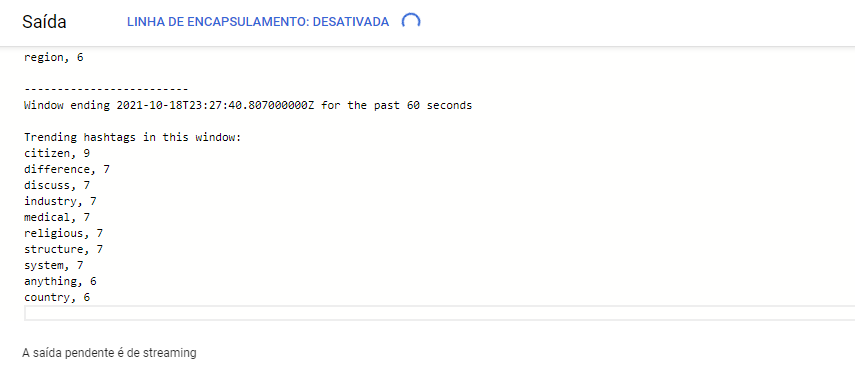 Saída
LINHA DE ENCAPSULAMENTO: DESATIVADA
region, 6
-------------------------
Window ending 2021-10-18T23:27:40.807000000Z for the past 60 seconds
Trending hashtags in this window:
citizen, 9
difference, 7
discuss, 7
industry, 7
medical, 7
religious, 7
structure, 7
system, 7
anything, 6
country, 6
A saída pendente é de streaming